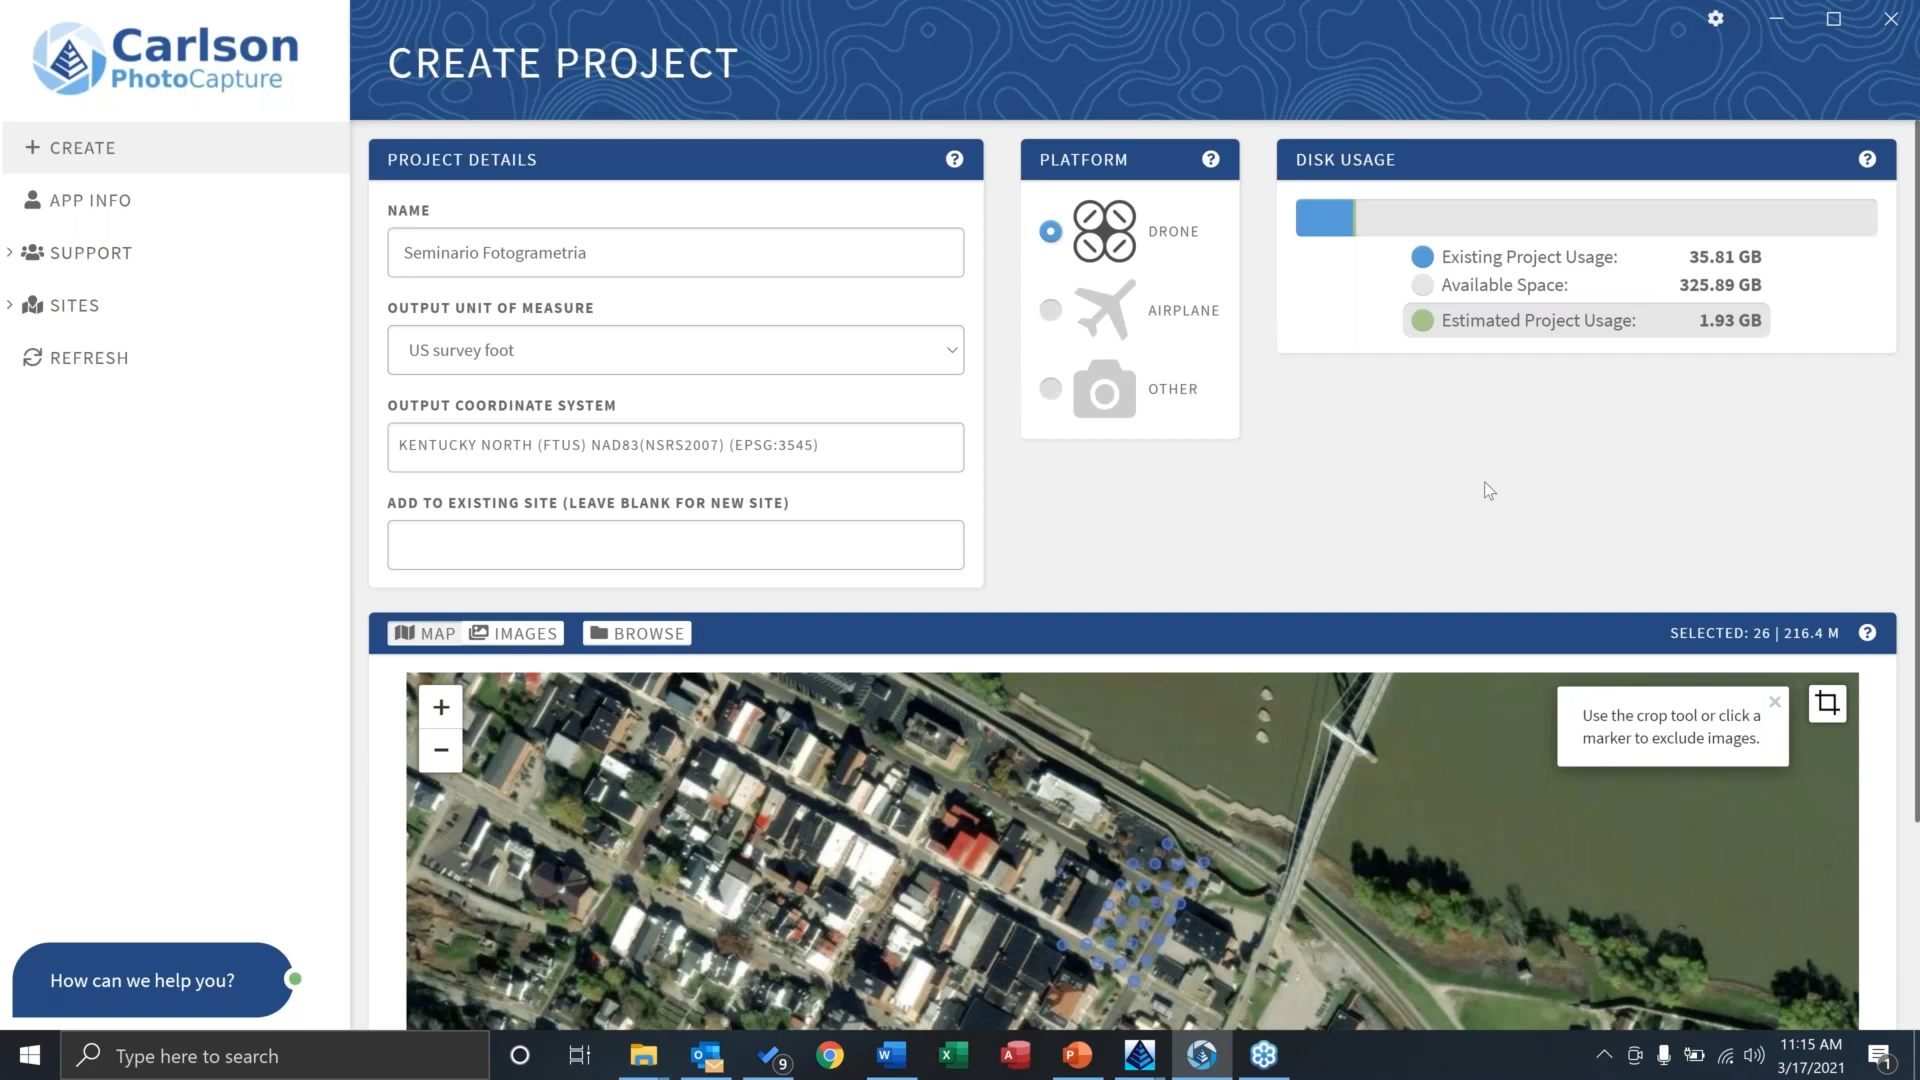 Carlson
PhotoCapture
CREATE PROJECT
CREATE
APP INFO
SUPPORT
SITES
REFRESH
PROJECT DETAILS
NAME
Seminario Fotogrametria
OUTPUT UNIT OF MEASURE
US survey foot
OUTPUT COORDINATE SYSTEM
KENTUCKY NORTH (FTUS) NAD83(NSRS2007) (EPSG:3545)
ADD TO EXISTING SITE (LEAVE BLANK FOR NEW SITE)
PLATFORM
DRONE
AIRPLANE
OTHER
DISK USAGE
Existing Project Usage: 35.81 GB
Available Space: 325.89 GB
Estimated Project Usage: 1.93 GB
MAP IMAGES BROWSE
SELECTED: 26 | 216.4 M
Use the crop tool or click a
marker to exclude images.
How can we help you?
Type here to search
9
11:15 AM
3/17/2021
1